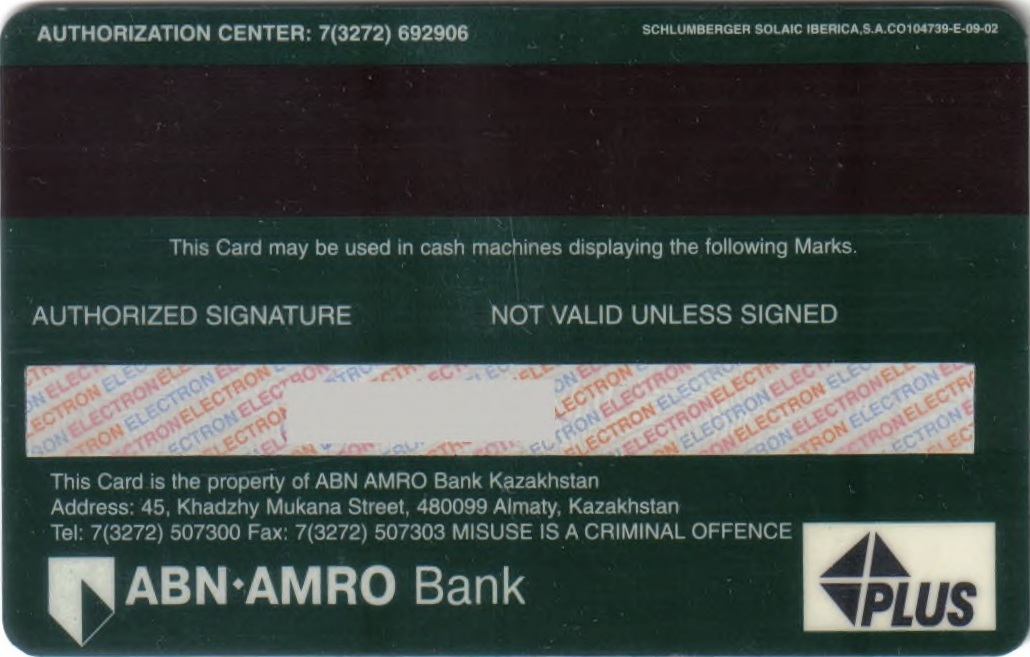 AUTHORIZATION CENTER: 7(3272) 692906
SCHLUMBERGER SOLAIC IBERICA,S.A.CO104739-E-09-02
This Card may be used in cash machines displaying the following Marks.
AUTHORIZED SIGNATURE NOT VALID UNLESS SIGNED
ELECTRON ELECTRON ELECTRON ELECTRON
This Card is the property of ABN AMRO Bank Kazakhstan
Address: 45, Khadzhy Mukana Street, 480099 Almaty, Kazakhstan
Tel: 7(3272) 507300 Fax: 7(3272) 507303 MISUSE IS A CRIMINAL OFFENCE
ABN·AMRO Bank
PLUS